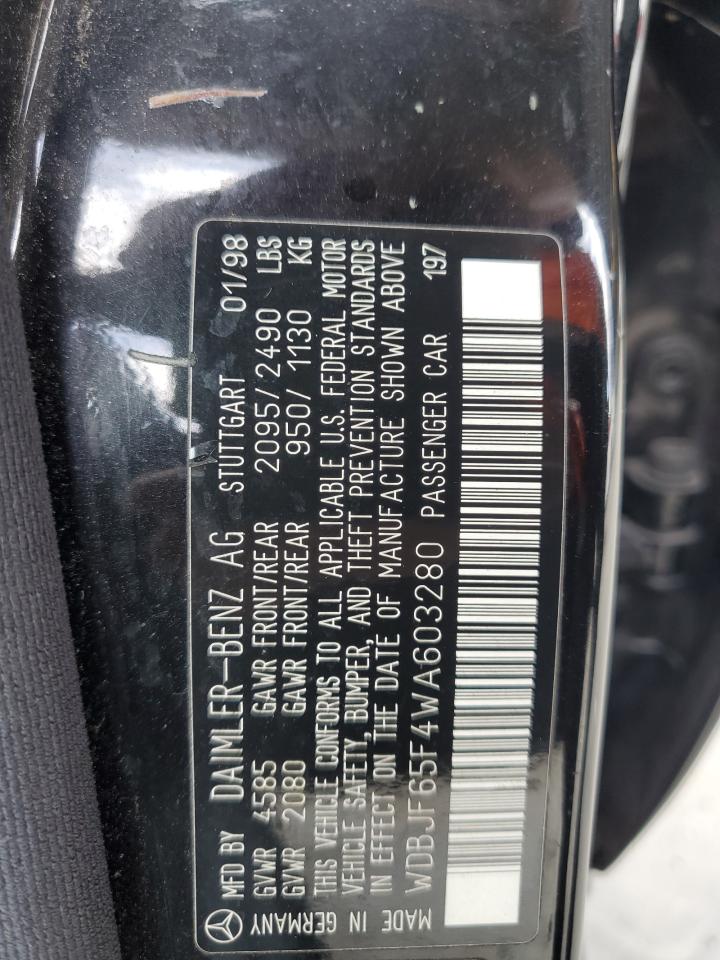 MFD BY DAIMLER-BENZ AG STUTTGART 01/98
GVWR 4585 GAWR FRONT/REAR 2095/2490 LBS
GVWR 2080 GAWR FRONT/REAR 950/1130 KG
THIS VEHICLE CONFORMS TO ALL APPLICABLE U.S. FEDERAL MOTOR
VEHICLE SAFETY, BUMPER, AND THEFT PREVENTION STANDARDS
IN EFFECT ON THE DATE OF MANUFACTURE SHOWN ABOVE
WDBJF65F4WA603280 PASSENGER CAR 197
MADE IN GERMANY